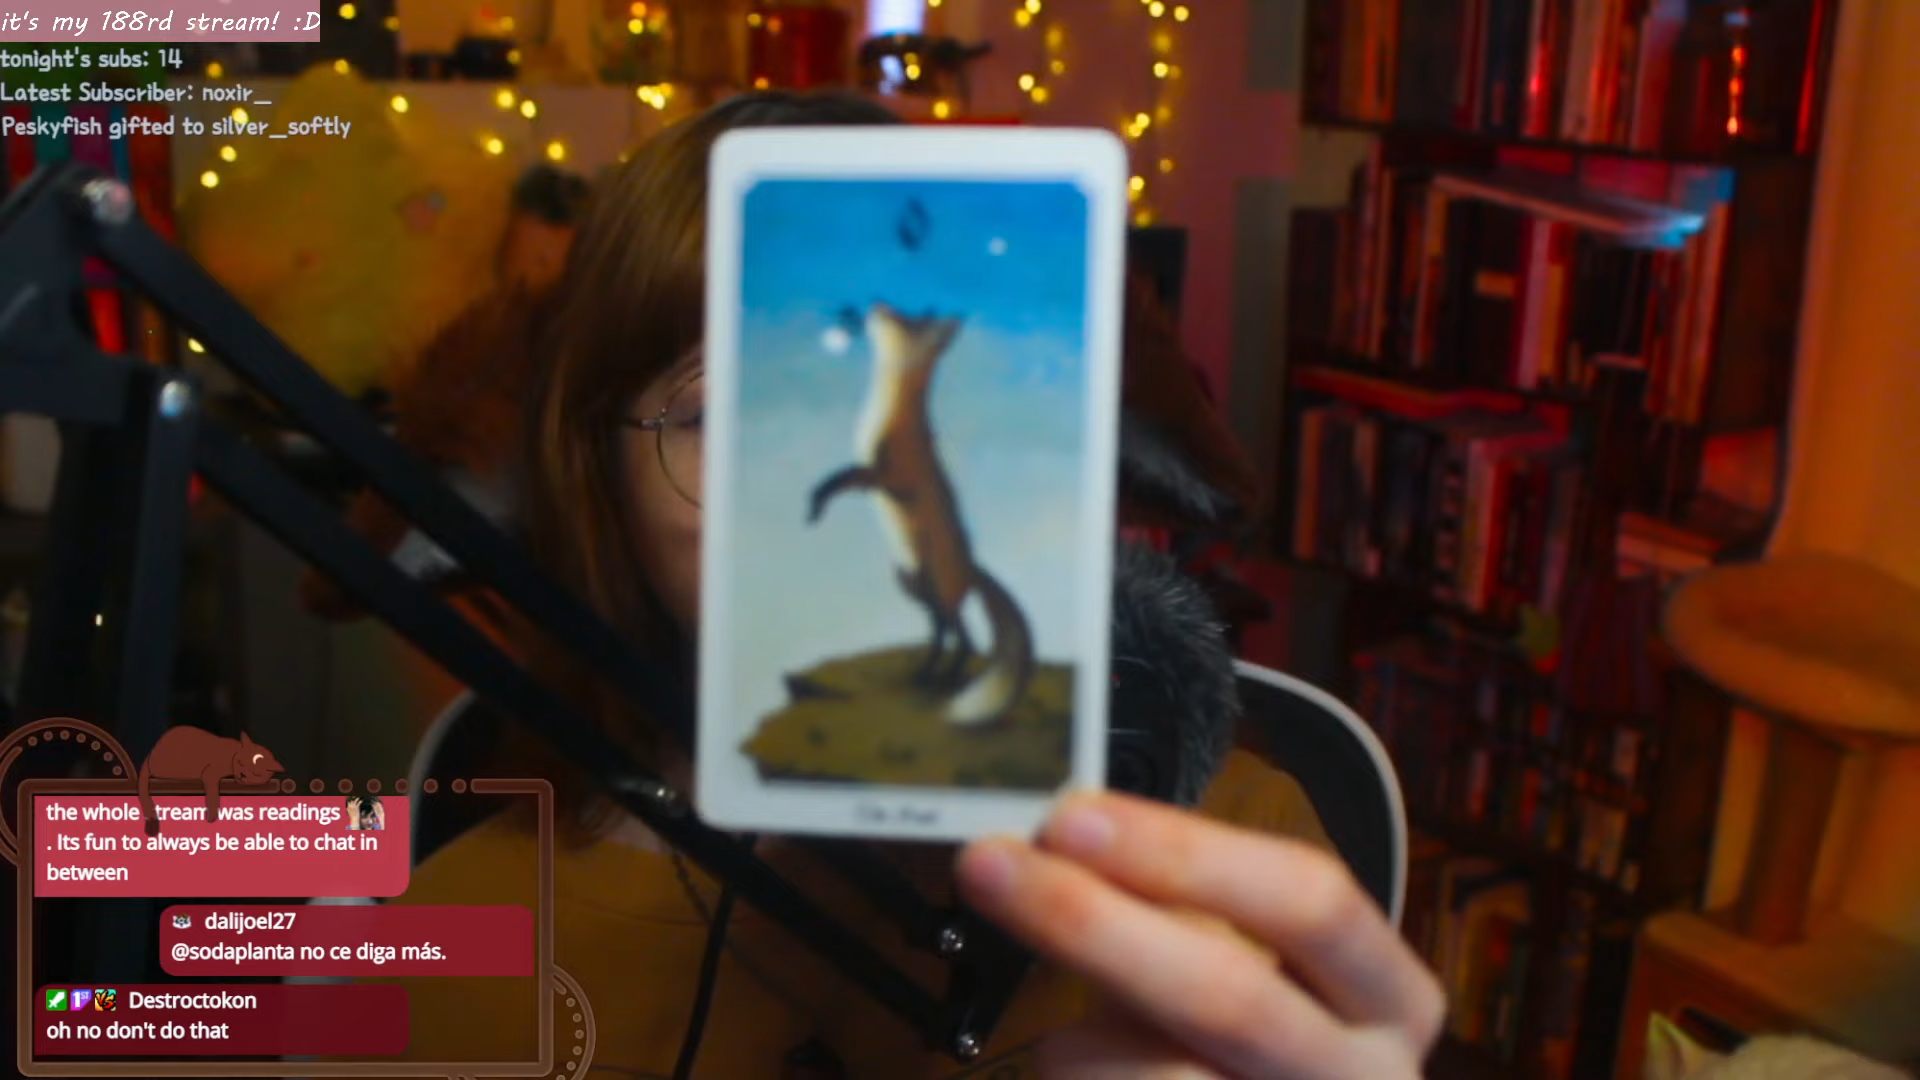 it's my 188rd stream! :D
tonight's subs: 14
Latest Subscriber: noxir_
Peskyfish gifted to silver_softly
the whole stream was readings
. Its fun to always be able to chat in
between
dalijoel27
@sodaplanta no ce diga más.
Destroctokon
oh no don't do that